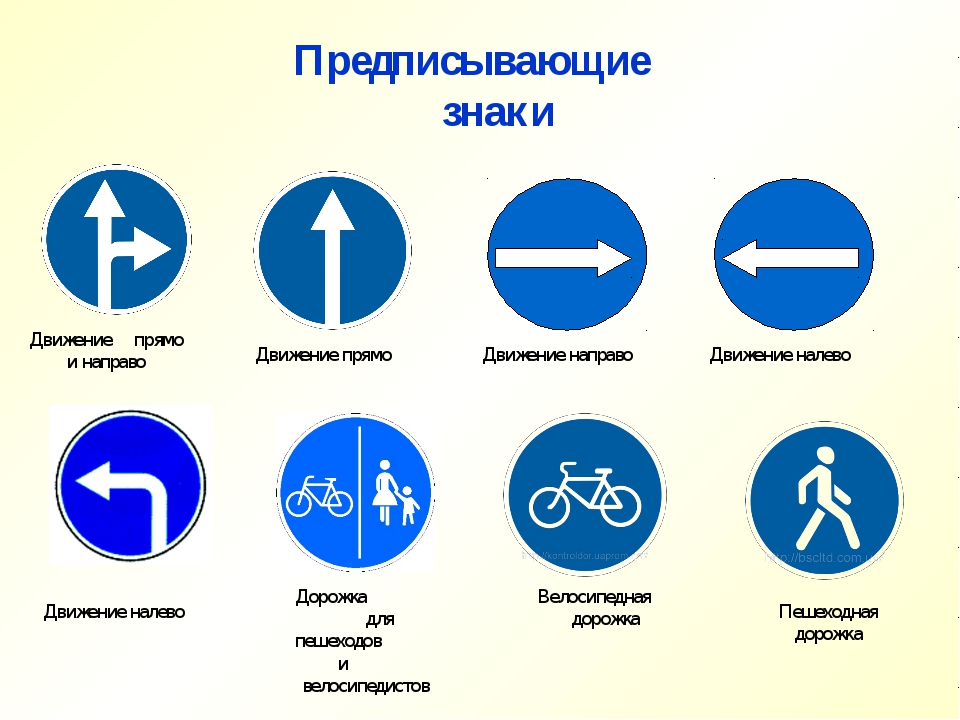 Предписывающие
знаки
Движение прямо
и направо
Движение прямо
Движение направо
Движение налево
Движение налево
Дорожка
для
пешеходов
и
велосипедистов
Велосипедная
дорожка
Пешеходная
дорожка